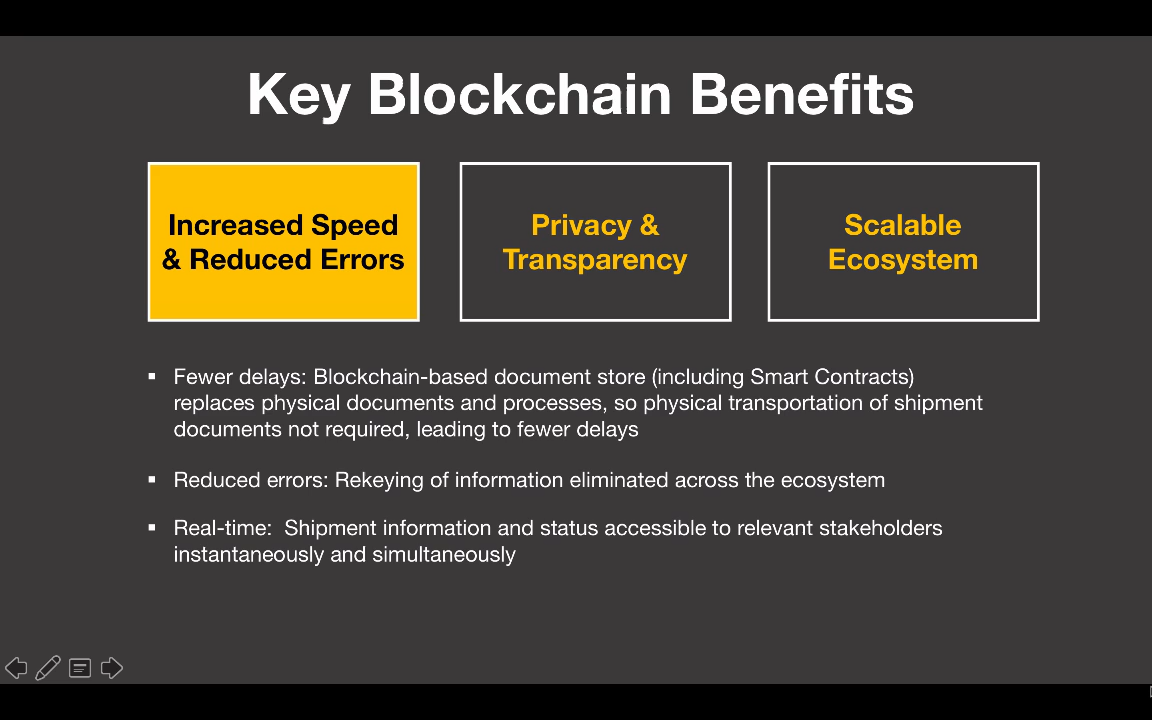 Key Blockchain Benefits
Increased Speed
& Reduced Errors
Privacy &
Transparency
Scalable
Ecosystem
▪ Fewer delays: Blockchain-based document store (including Smart Contracts)
replaces physical documents and processes, so physical transportation of shipment
documents not required, leading to fewer delays
▪ Reduced errors: Rekeying of information eliminated across the ecosystem
▪ Real-time:  Shipment information and status accessible to relevant stakeholders
instantaneously and simultaneously